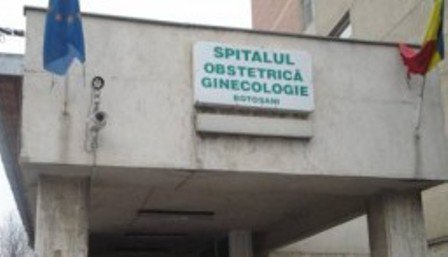 SPITALUL
OBSTETRICĂ
GINECOLOGIE
BOTOȘANI